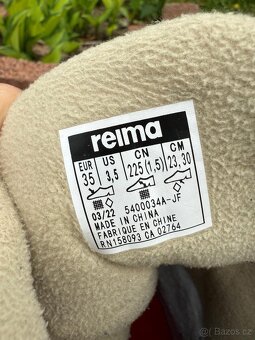 reima
EUR US CN CM
35 3,5 225(1,5) 23,30
03/22 5400034A-JF
MADE IN CHINA
FABRIQUE EN CHINE
RN158093 CA 02764
Bazos.cz